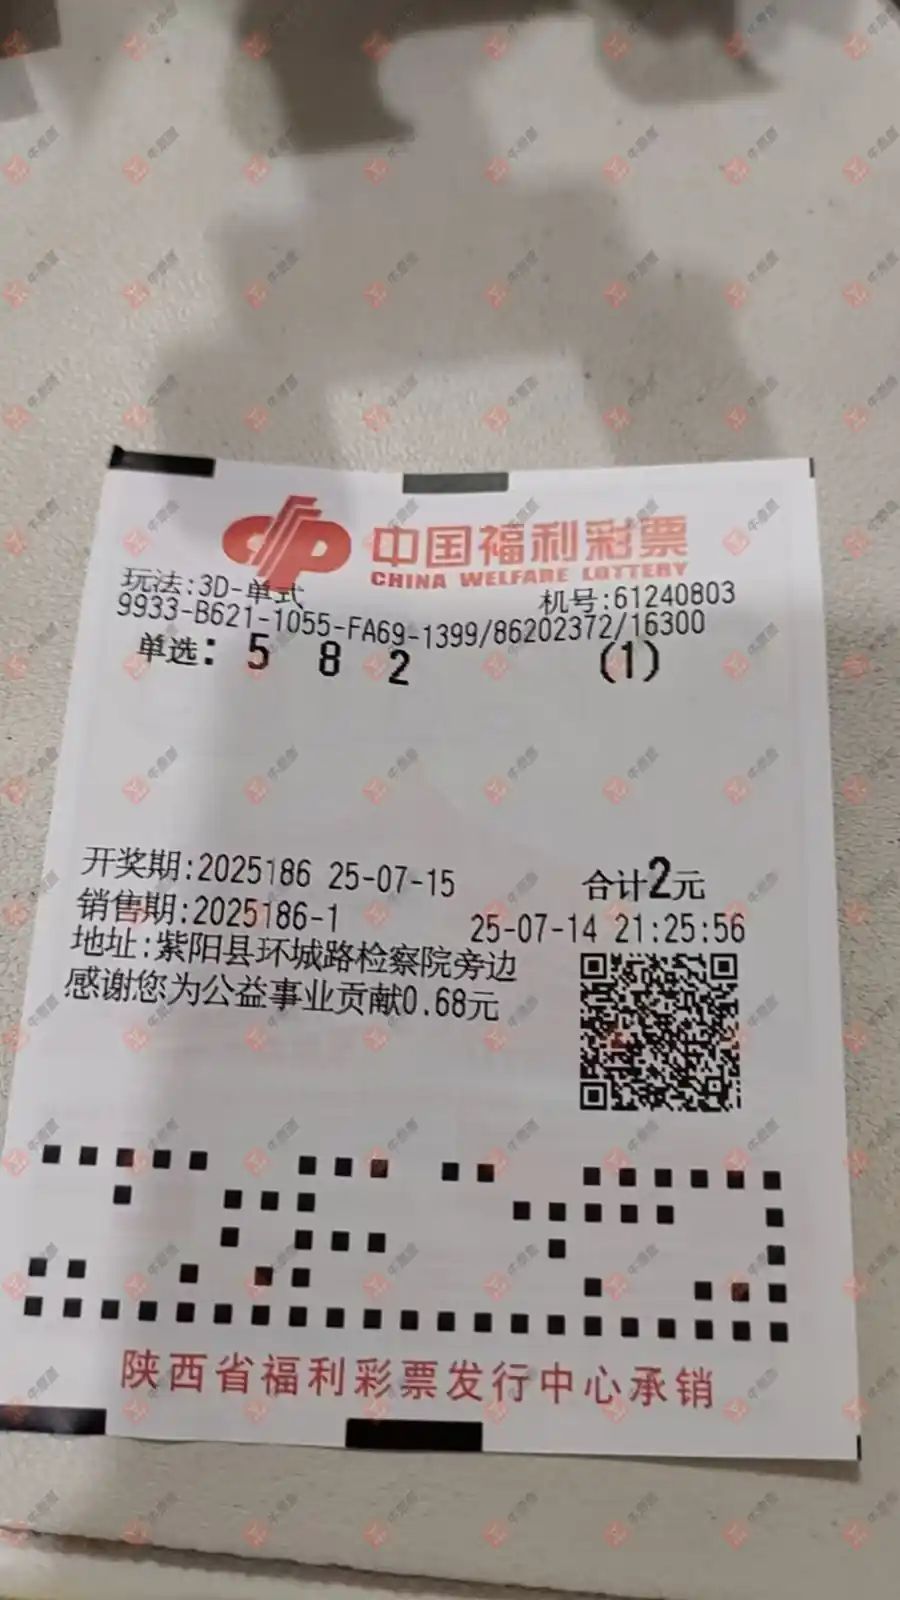 中国福利彩票
CHINA WELFARE LOTTERY
玩法:3D-单式 机号:61240803
9933-B621-1055-FA69-1399/86202372/16300
单选: 5 8 2 (1)
开奖期:2025186 25-07-15 合计2元
销售期:2025186-1 25-07-14 21:25:56
地址:紫阳县环城路检察院旁边
感谢您为公益事业贡献0.68元
陕西省福利彩票发行中心承销